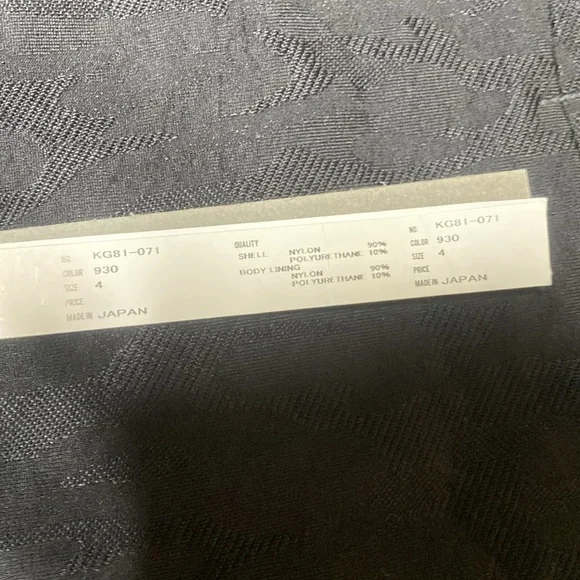 NO. KG81-071
COLOR 930
SIZE 4
PRICE
MADE IN JAPAN
QUALITY
SHELL NYLON 90%
POLYURETHANE 10%
BODY LINING
NYLON 90%
POLYURETHANE 10%
NO. KG81-071
COLOR 930
SIZE 4
PRICE
MADE IN JAPAN